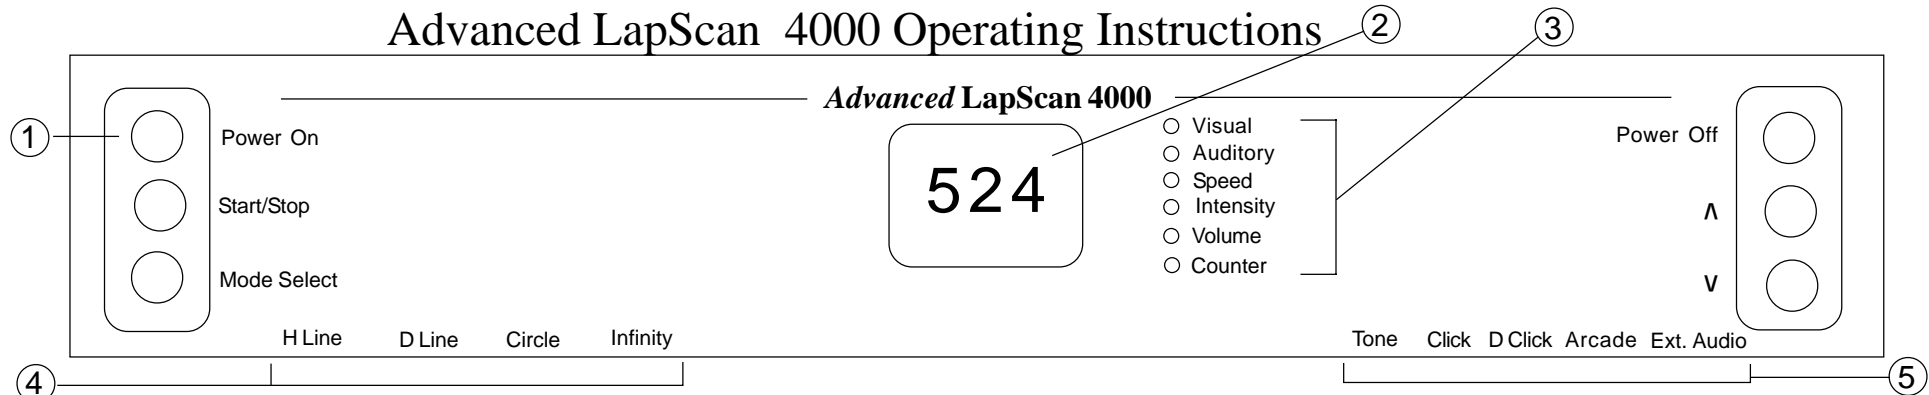 Advanced LapScan 4000 Operating Instructions
2
3
Advanced LapScan 4000
1
Power On
Start/Stop
Mode Select
524
Visual
Auditory
Speed
Intensity
Volume
Counter
Power Off
∧
∨
H Line D Line Circle Infinity
Tone Click D Click Arcade Ext. Audio
4
5